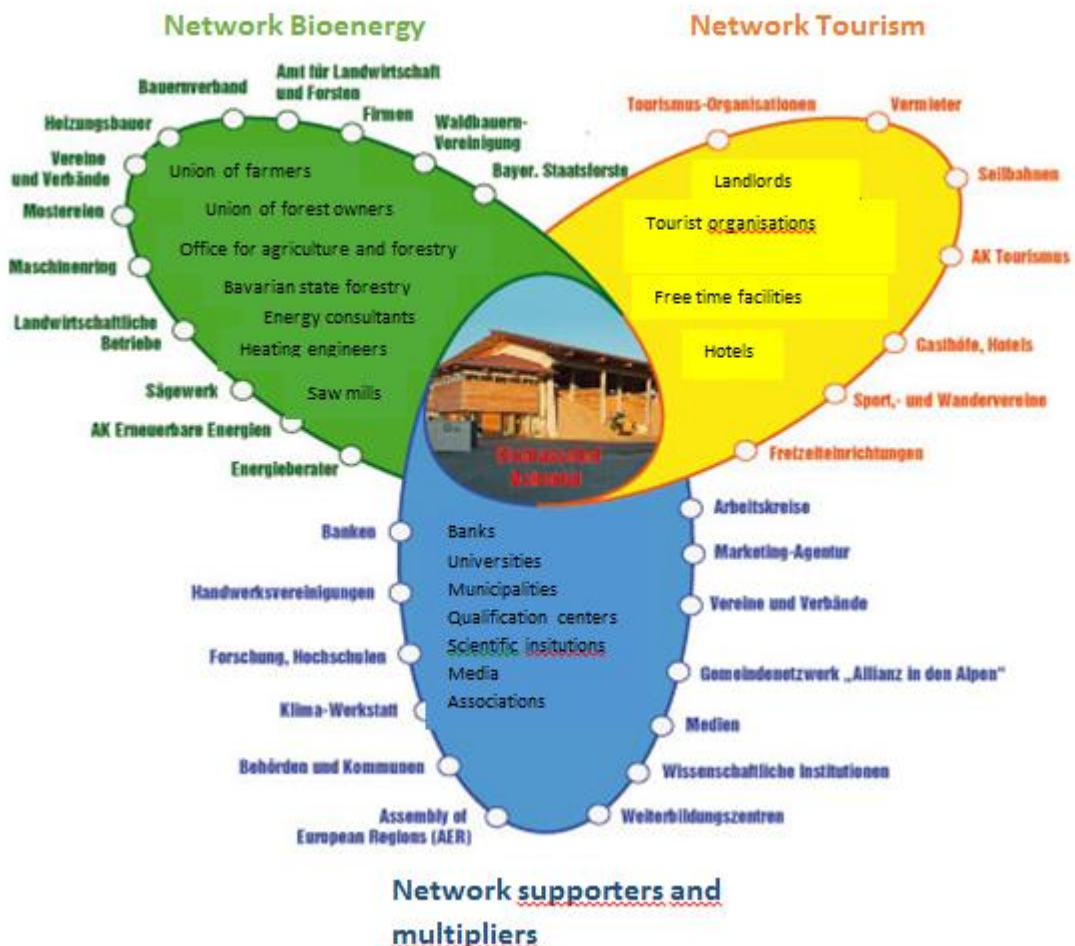 Network Bioenergy
Network Tourism
Bauernverband
Amt für Landwirtschaft
und Forsten
Heizungsbauer
Firmen
Waldbauern-
Vereinigung
Vereine
und Verbände
Bayer. Staatsforste
Mostereien
Maschinenring
Landwirtschaftliche
Betriebe
Sägewerk
AK Erneuerbare Energien
Energieberater
Union of farmers
Union of forest owners
Office for agriculture and forestry
Bavarian state forestry
Energy consultants
Heating engineers
Saw mills
Tourismus-Organisationen
Vermieter
Seilbahnen
AK Tourismus
Gasthöfe, Hotels
Sport,- und Wandervereine
Freizeiteinrichtungen
Landlords
Tourist organisations
Free time facilities
Hotels
Banken
Handwerksvereinigungen
Forschung, Hochschulen
Klima-Werkstatt
Behörden und Kommunen
Assembly of
European Regions (AER)
Banks
Universities
Municipalities
Qualification centers
Scientific insitutions
Media
Associations
Arbeitskreise
Marketing-Agentur
Vereine und Verbände
Gemeindenetzwerk „Allianz in den Alpen“
Medien
Wissenschaftliche Institutionen
Weiterbildungszentren
Network supporters and
multipliers